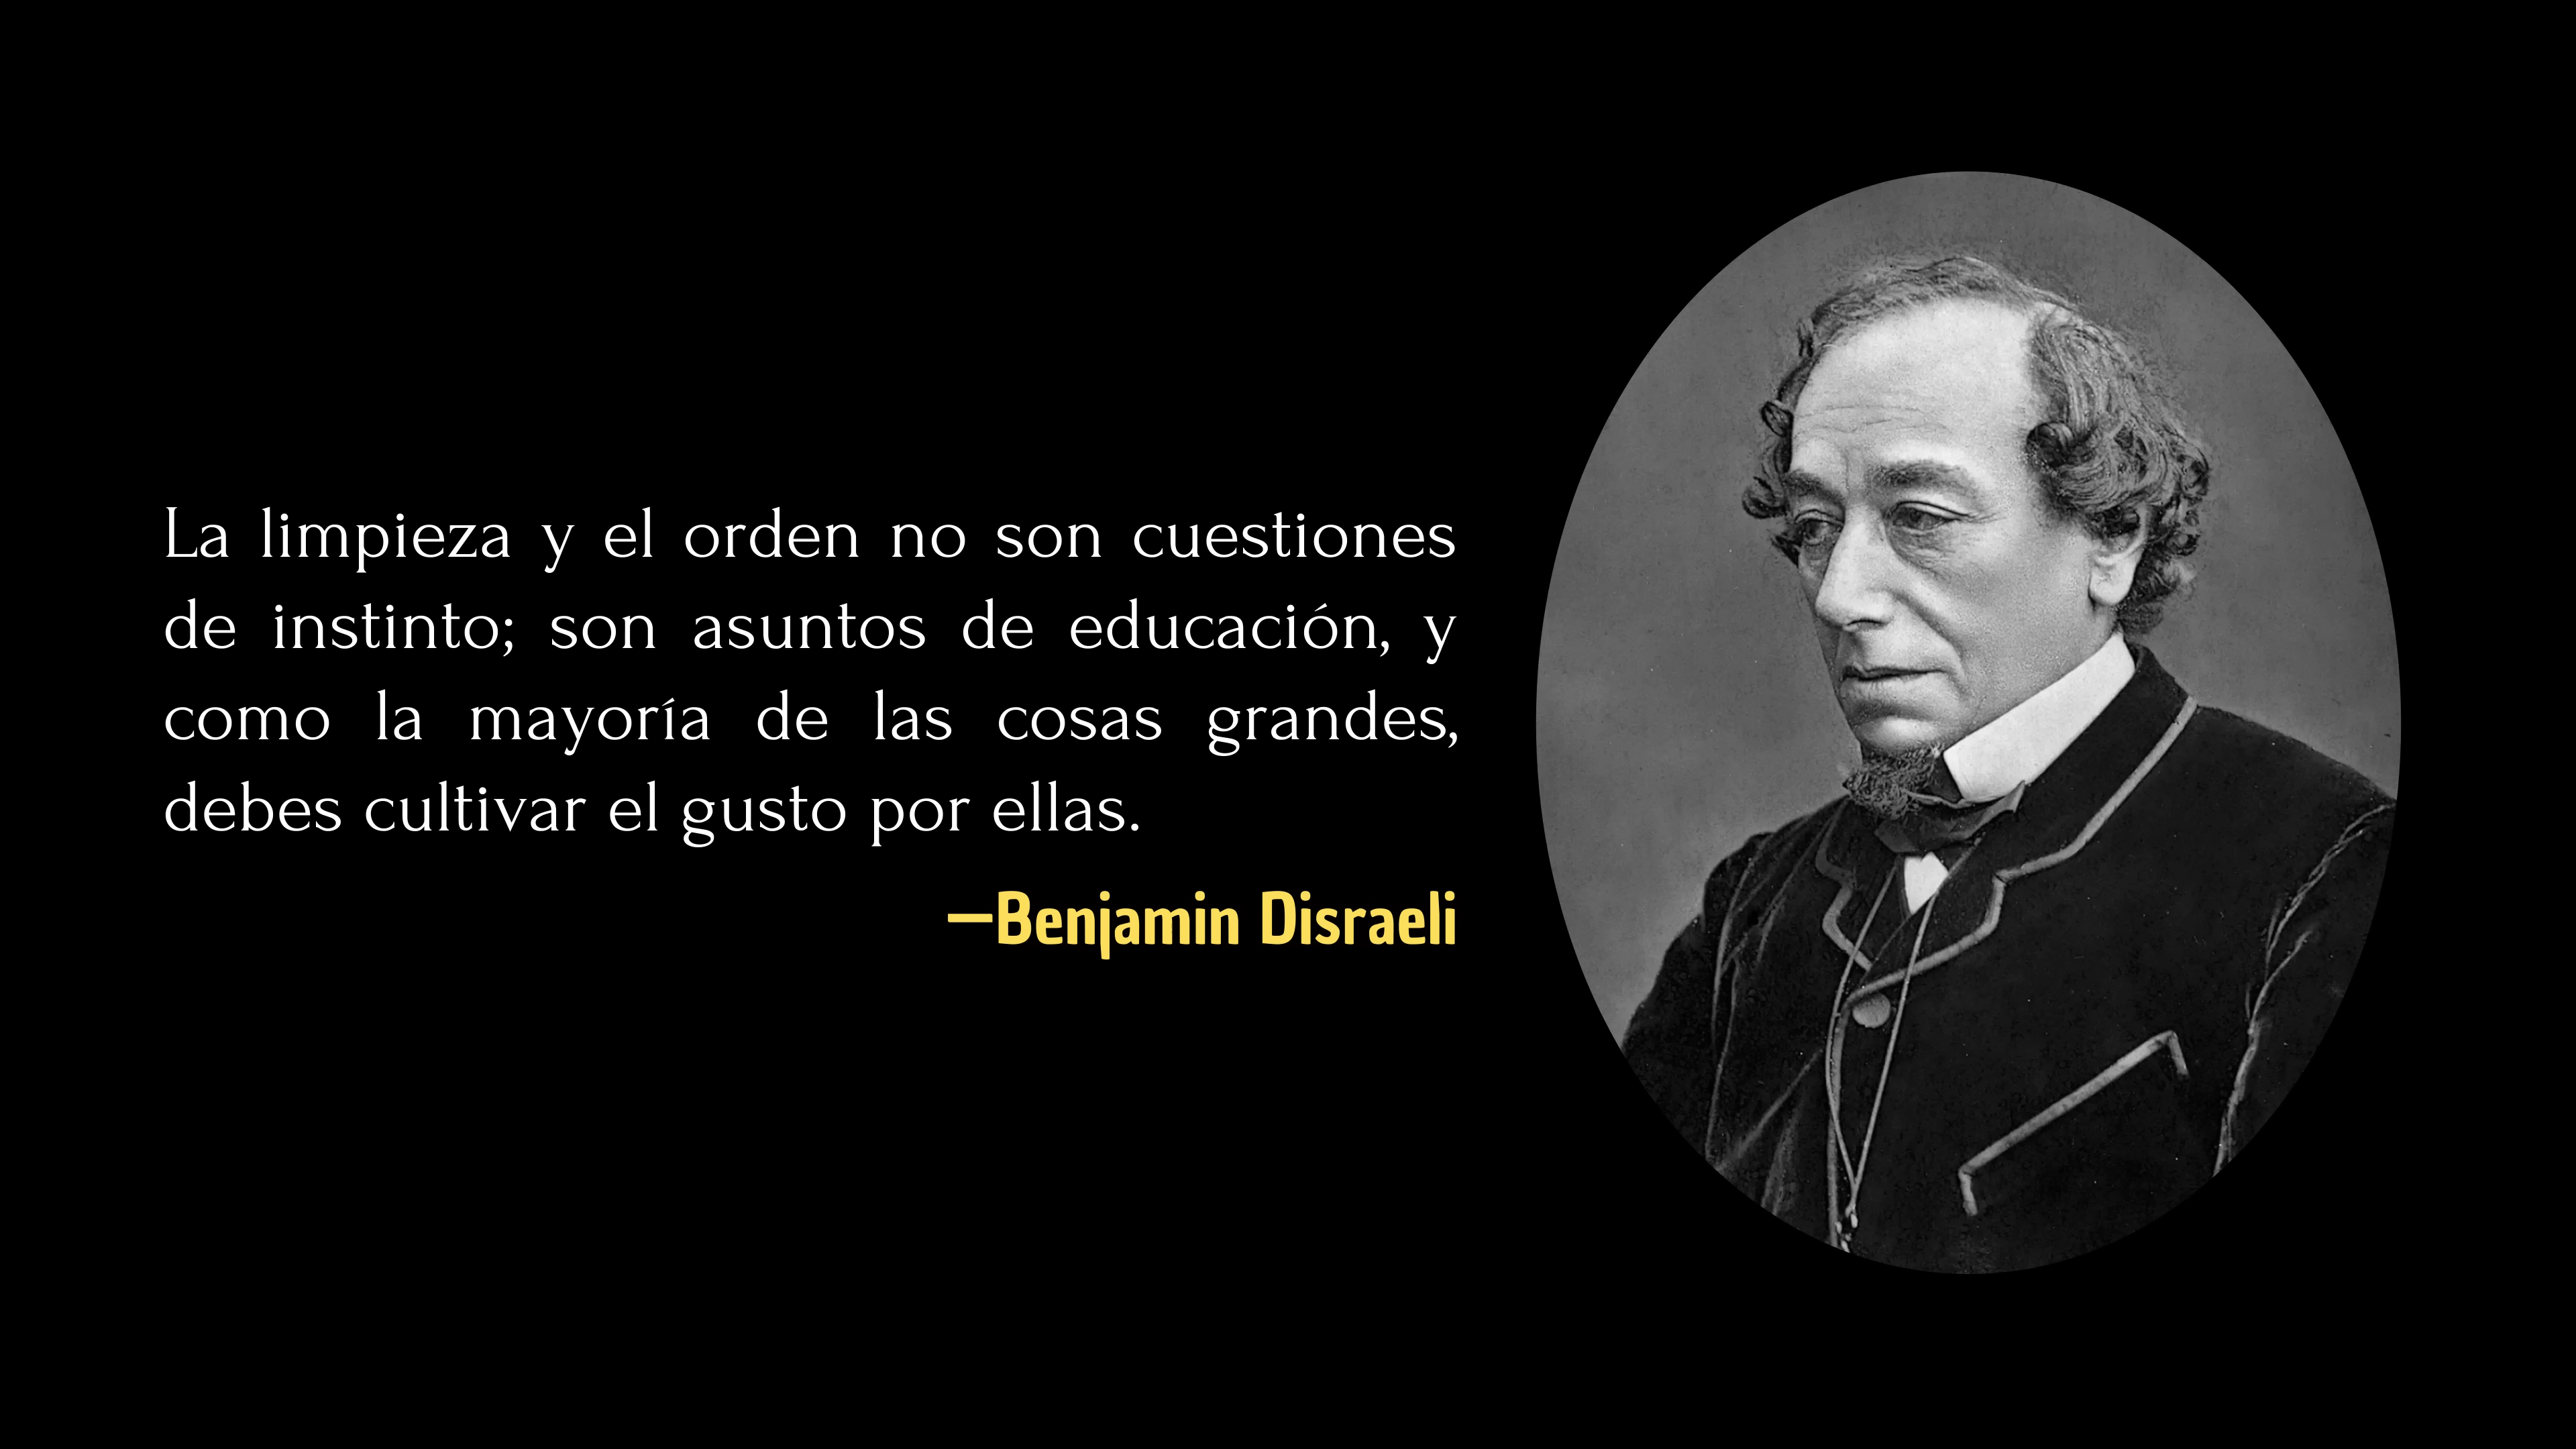 La limpieza y el orden no son cuestiones
de instinto; son asuntos de educación, y
como la mayoría de las cosas grandes,
debes cultivar el gusto por ellas.
—Benjamin Disraeli